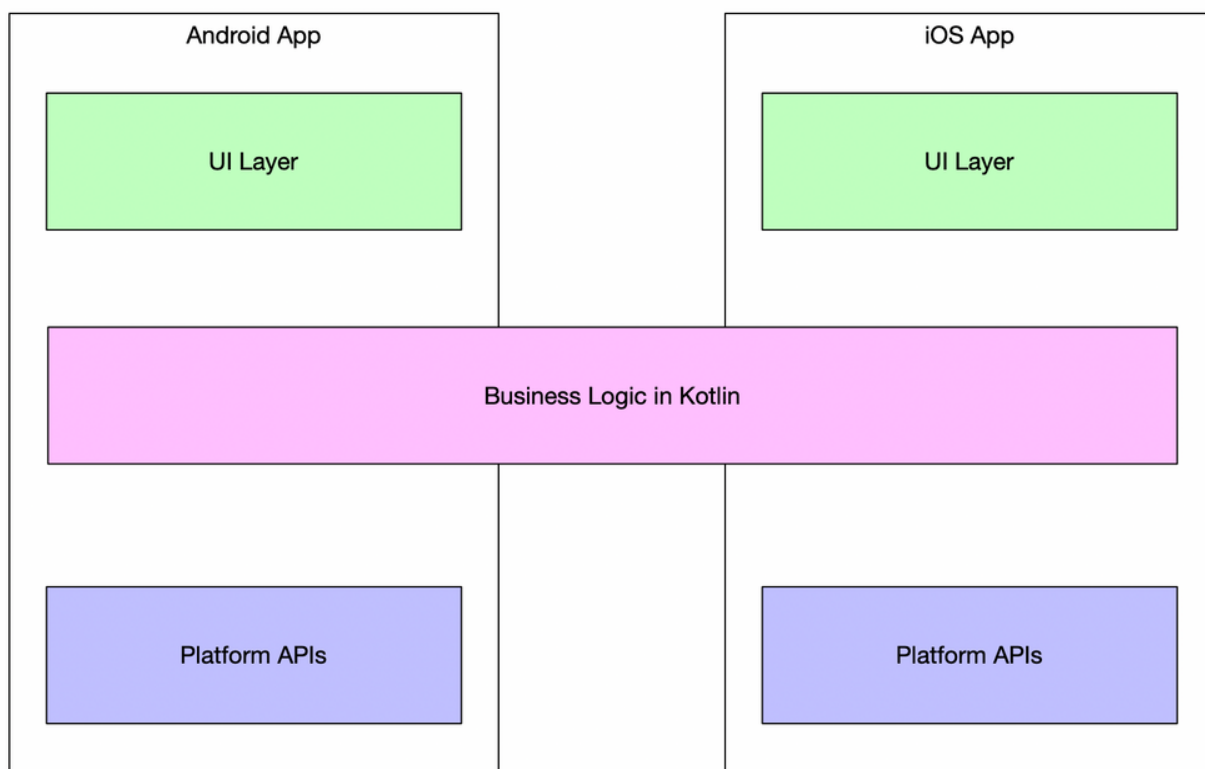 Android App
iOS App
UI Layer
UI Layer
Business Logic in Kotlin
Platform APIs
Platform APIs